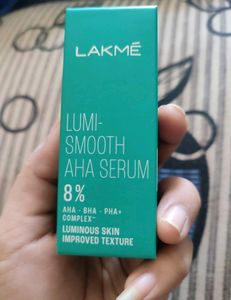 LAKMÉ
LUMI-
SMOOTH
AHA SERUM
8%
AHA - BHA - PHA+
COMPLEX™
LUMINOUS SKIN
IMPROVED TEXTURE